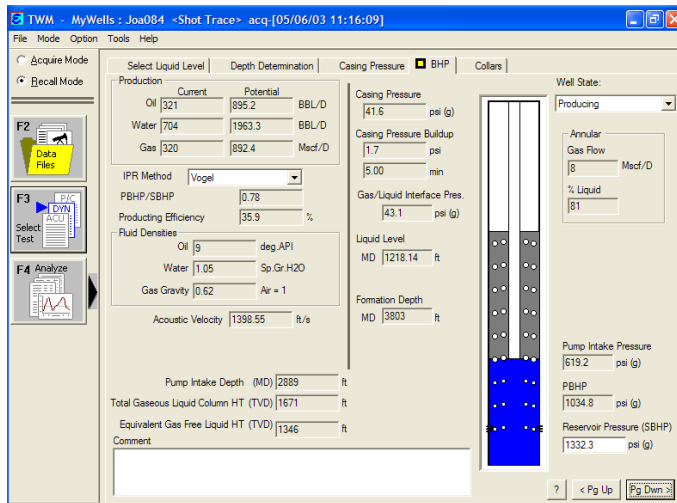 TWM - MyWells : Joa084 <Shot Trace> acq-[05/06/03 11:16:09]
File Mode Option Tools Help
Acquire Mode
Recall Mode
F2
Data
Files
F3
P/C
DYN
ACU
Select
Test
F4 Analyze
Select Liquid Level
Depth Determination
Casing Pressure
BHP
Collars
Production
Current Potential
Oil 321 895.2 BBL/D
Water 704 1963.3 BBL/D
Gas 320 892.4 Mscf/D
IPR Method Vogel
PBHP/SBHP 0.78
Producting Efficiency 35.9 %
Fluid Densities
Oil 9 deg.API
Water 1.05 Sp.Gr.H2O
Gas Gravity 0.62 Air = 1
Acoustic Velocity 1398.55 ft/s
Pump Intake Depth (MD) 2889 ft
Total Gaseous Liquid Column HT (TVD) 1671 ft
Equivalent Gas Free Liquid HT (TVD) 1346 ft
Comment
Casing Pressure
41.6 psi (g)
Casing Pressure Buildup
1.7 psi
5.00 min
Gas/Liquid Interface Pres.
43.1 psi (g)
Liquid Level
MD 1218.14 ft
Formation Depth
MD 3803 ft
Well State:
Producing
Annular
Gas Flow
8 Mscf/D
% Liquid
81
Pump Intake Pressure
619.2 psi (g)
PBHP
1034.8 psi (g)
Reservoir Pressure (SBHP)
1332.3 psi (g)
? < Pg Up Pg Dwn >